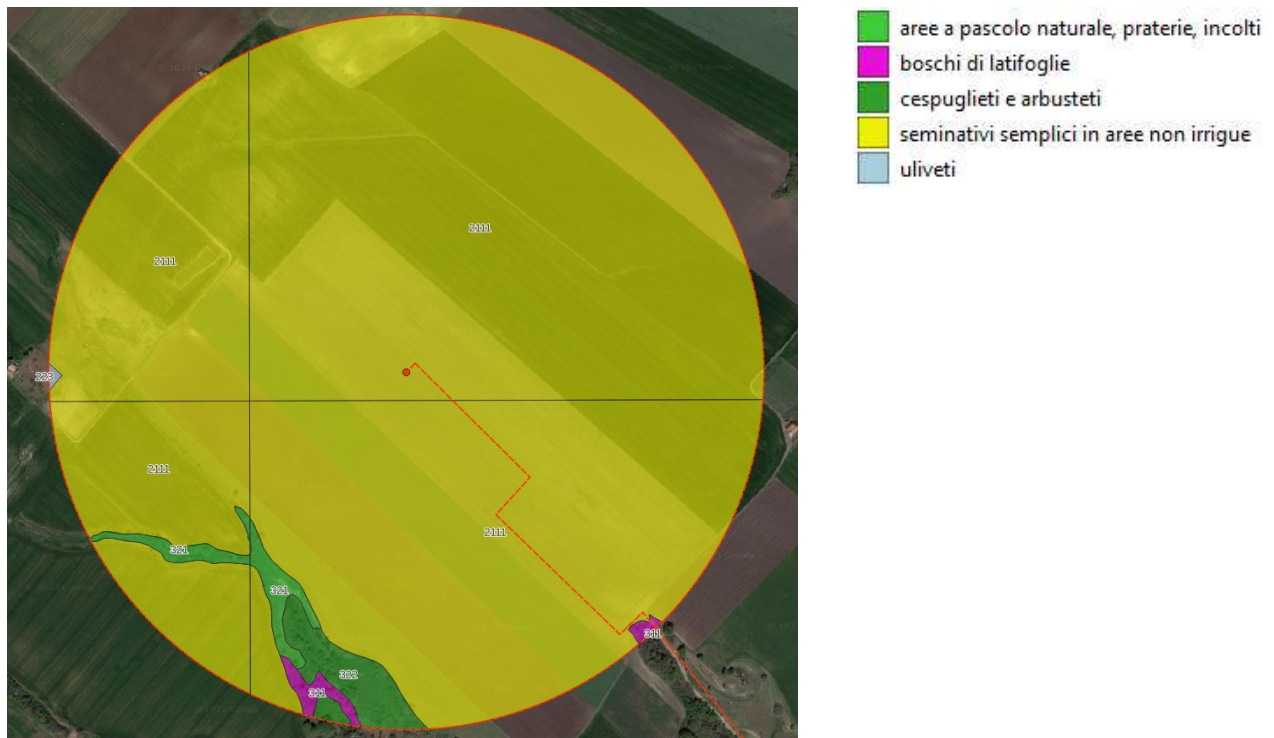 aree a pascolo naturale, praterie, incolti
boschi di latifoglie
cespuglieti e arbusteti
seminativi semplici in aree non irrigue
uliveti
2111
2111
223
2111
2111
321
321
311
322
311